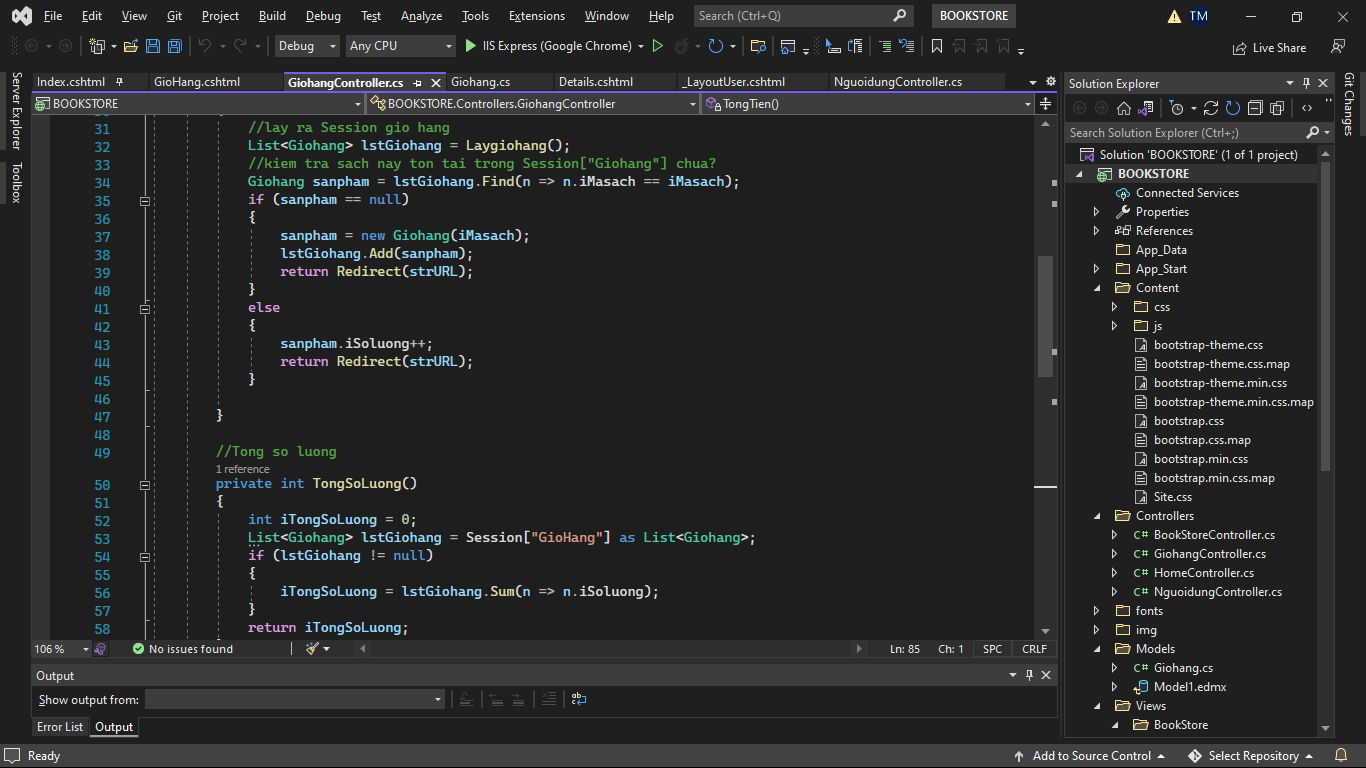 File Edit View Git Project Build Debug Test Analyze Tools Extensions Window Help Search (Ctrl+Q) BOOKSTORE TM
Debug Any CPU IIS Express (Google Chrome) Live Share
Server Explorer
Toolbox
Index.cshtml GioHang.cshtml GiohangController.cs Giohang.cs Details.cshtml _LayoutUser.cshtml NguoidungController.cs
BOOKSTORE BOOKSTORE.Controllers.GiohangController TongTien()
31 //lay ra Session gio hang
32 List<Giohang> lstGiohang = Laygiohang();
33 //kiem tra sach nay ton tai trong Session["Giohang"] chua?
34 Giohang sanpham = lstGiohang.Find(n => n.iMasach == iMasach);
35 if (sanpham == null)
36 {
37 sanpham = new Giohang(iMasach);
38 lstGiohang.Add(sanpham);
39 return Redirect(strURL);
40 }
41 else
42 {
43 sanpham.iSoluong++;
44 return Redirect(strURL);
45 }
46
47 }
48
49 //Tong so luong
1 reference
50 private int TongSoLuong()
51 {
52 int iTongSoLuong = 0;
53 List<Giohang> lstGiohang = Session["GioHang"] as List<Giohang>;
54 if (lstGiohang != null)
55 {
56 iTongSoLuong = lstGiohang.Sum(n => n.iSoluong);
57 }
58 return iTongSoLuong;
106 % No issues found Ln: 85 Ch: 1 SPC CRLF
Output
Show output from:
Error List Output
Solution Explorer
Search Solution Explorer (Ctrl+;)
Solution 'BOOKSTORE' (1 of 1 project)
BOOKSTORE
Connected Services
Properties
References
App_Data
App_Start
Content
css
js
bootstrap-theme.css
bootstrap-theme.css.map
bootstrap-theme.min.css
bootstrap-theme.min.css.map
bootstrap.css
bootstrap.css.map
bootstrap.min.css
bootstrap.min.css.map
Site.css
Controllers
C# BookStoreController.cs
C# GiohangController.cs
C# HomeController.cs
C# NguoidungController.cs
fonts
img
Models
C# Giohang.cs
Model1.edmx
Views
BookStore
Git Changes
Ready Add to Source Control Select Repository